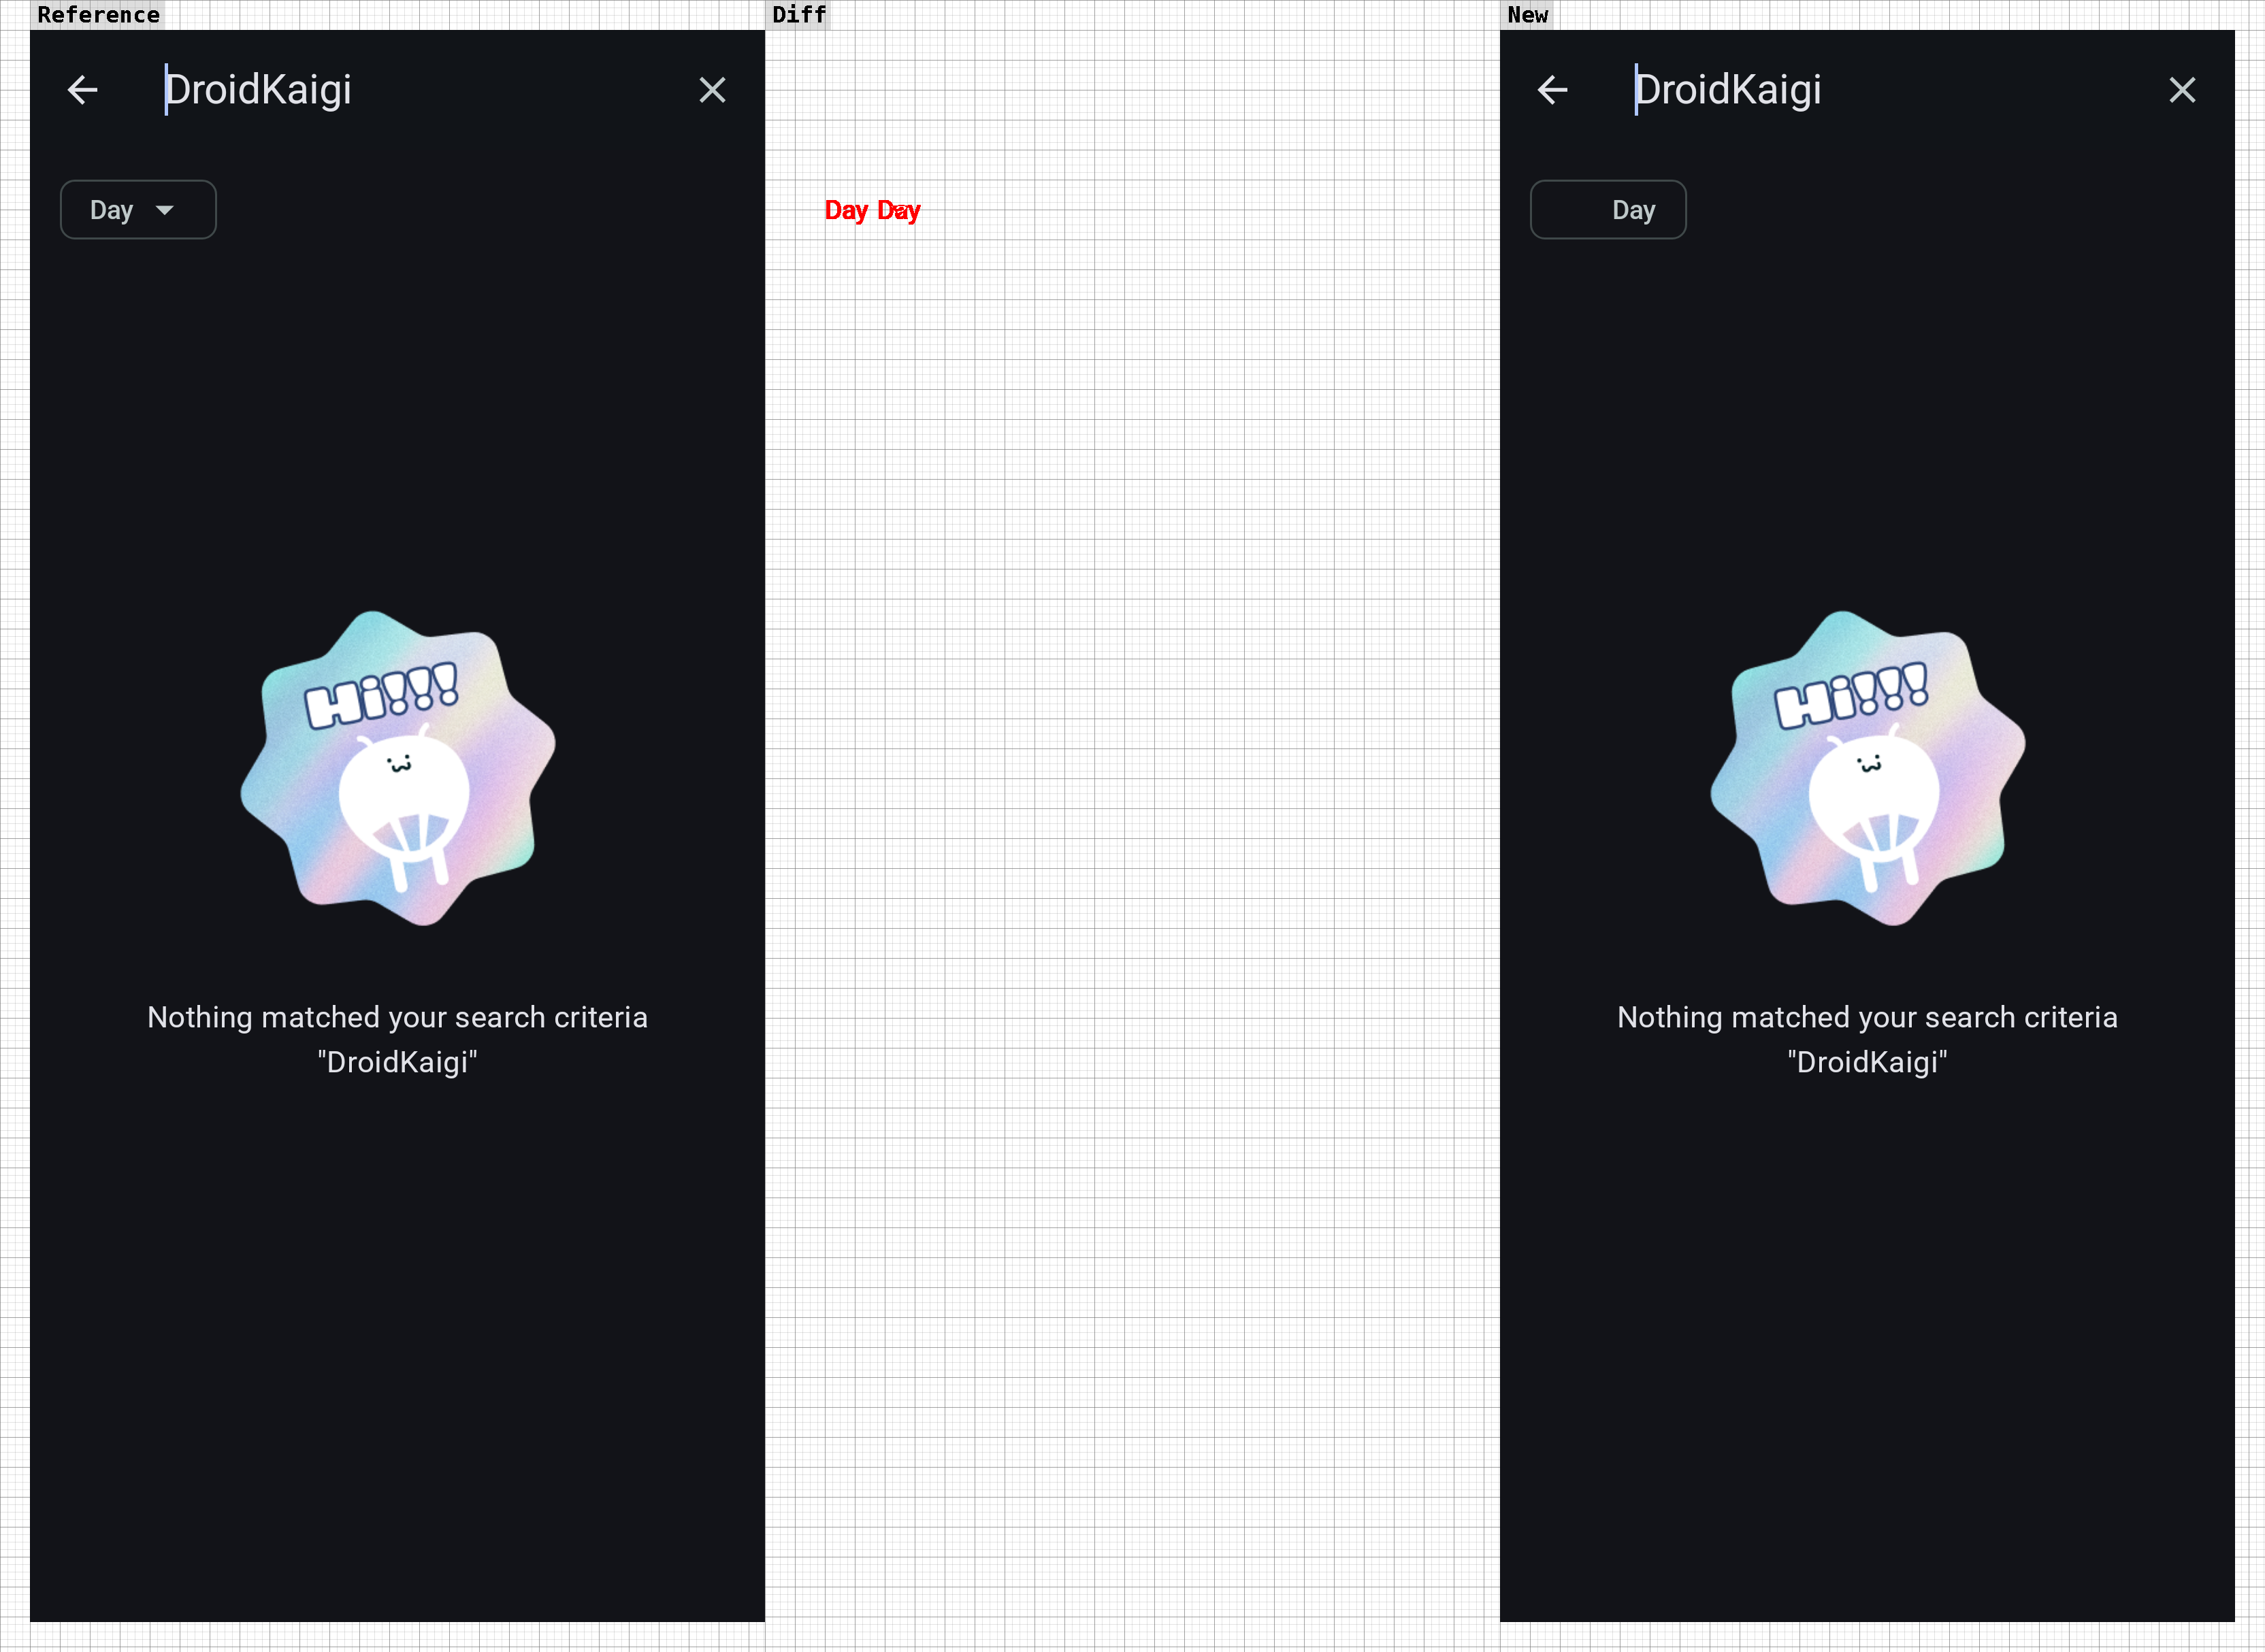 Reference
Diff
New
DroidKaigi
Day
Hi!!!
Nothing matched your search criteria
"DroidKaigi"
Day Day
DroidKaigi
Day
Hi!!!
Nothing matched your search criteria
"DroidKaigi"